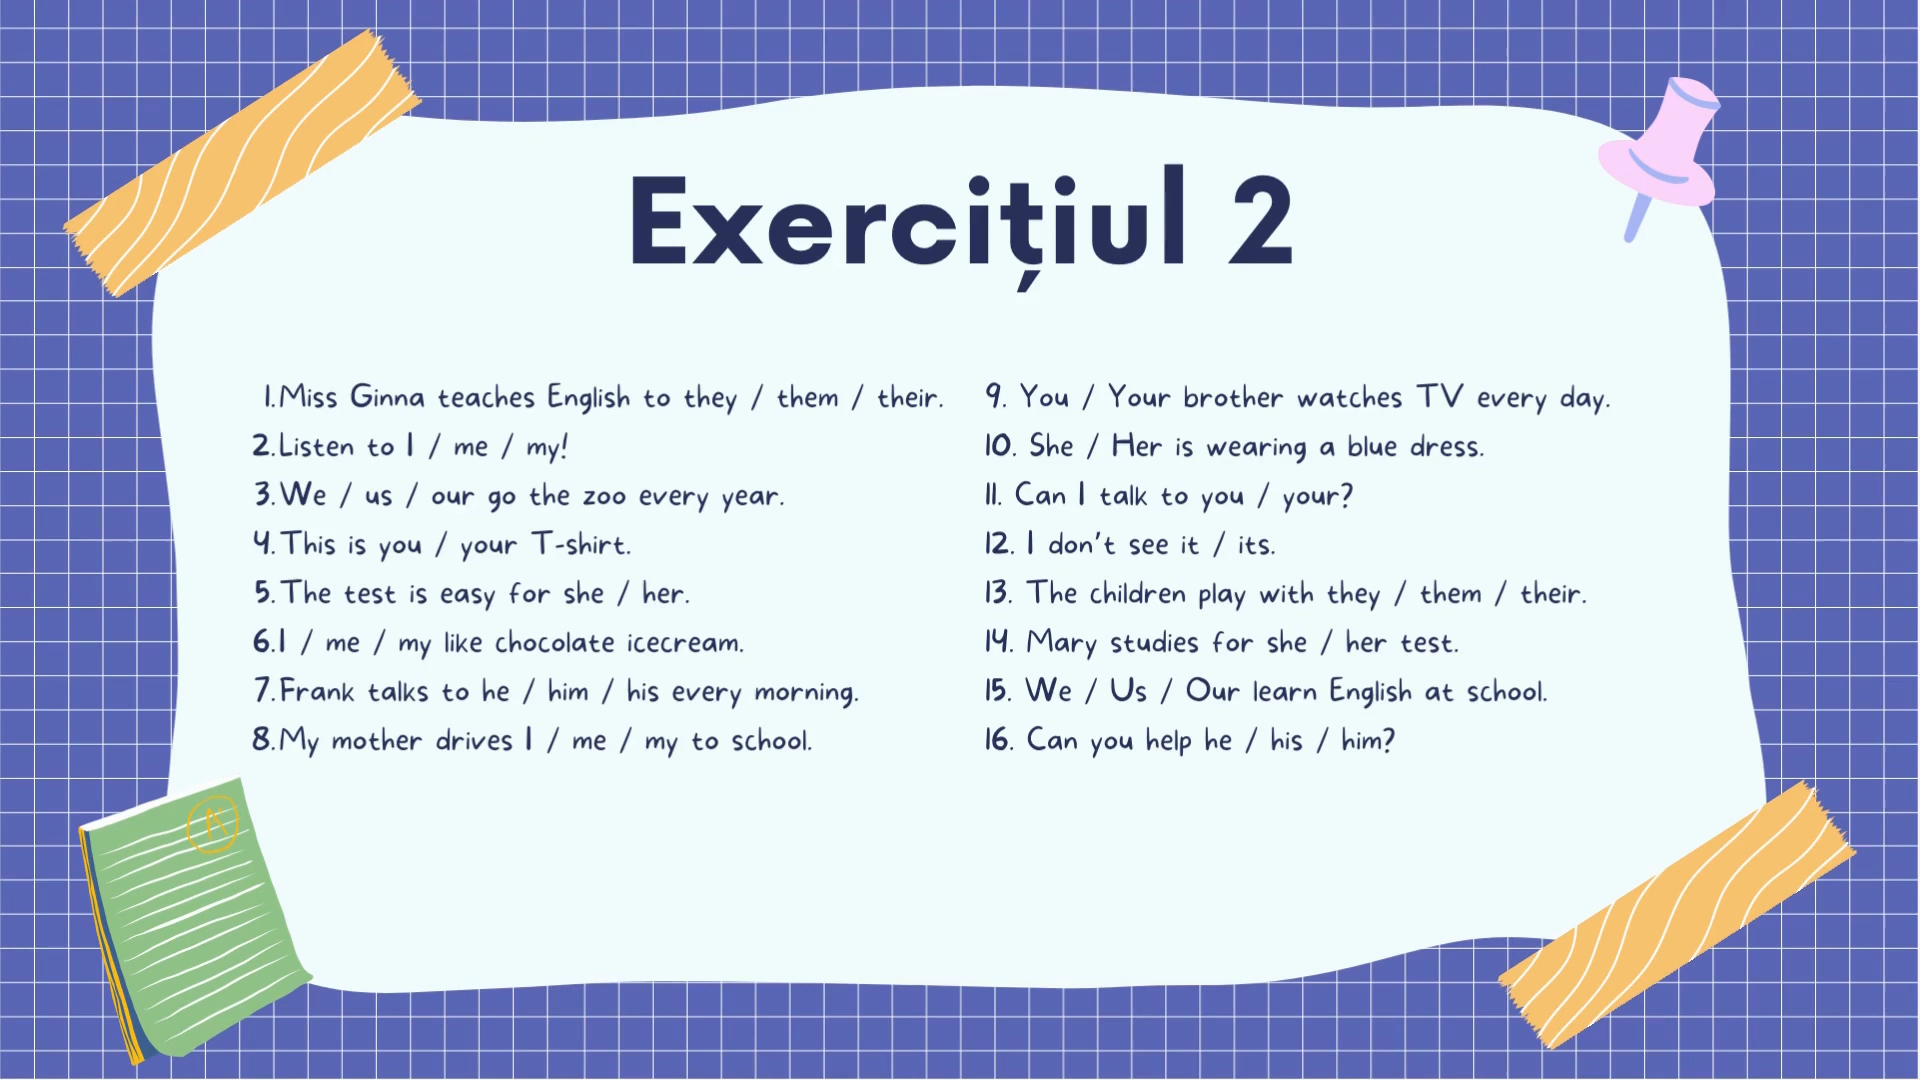 Exercițiul 2
1.Miss Ginna teaches English to they / them / their.
2.Listen to I / me / my!
3.We / us / our go the zoo every year.
4.This is you / your T-shirt.
5.The test is easy for she / her.
6.I / me / my like chocolate icecream.
7.Frank talks to he / him / his every morning.
8.My mother drives I / me / my to school.
9. You / Your brother watches TV every day.
10. She / Her is wearing a blue dress.
11. Can I talk to you / your?
12. I don't see it / its.
13. The children play with they / them / their.
14. Mary studies for she / her test.
15. We / Us / Our learn English at school.
16. Can you help he / his / him?
A